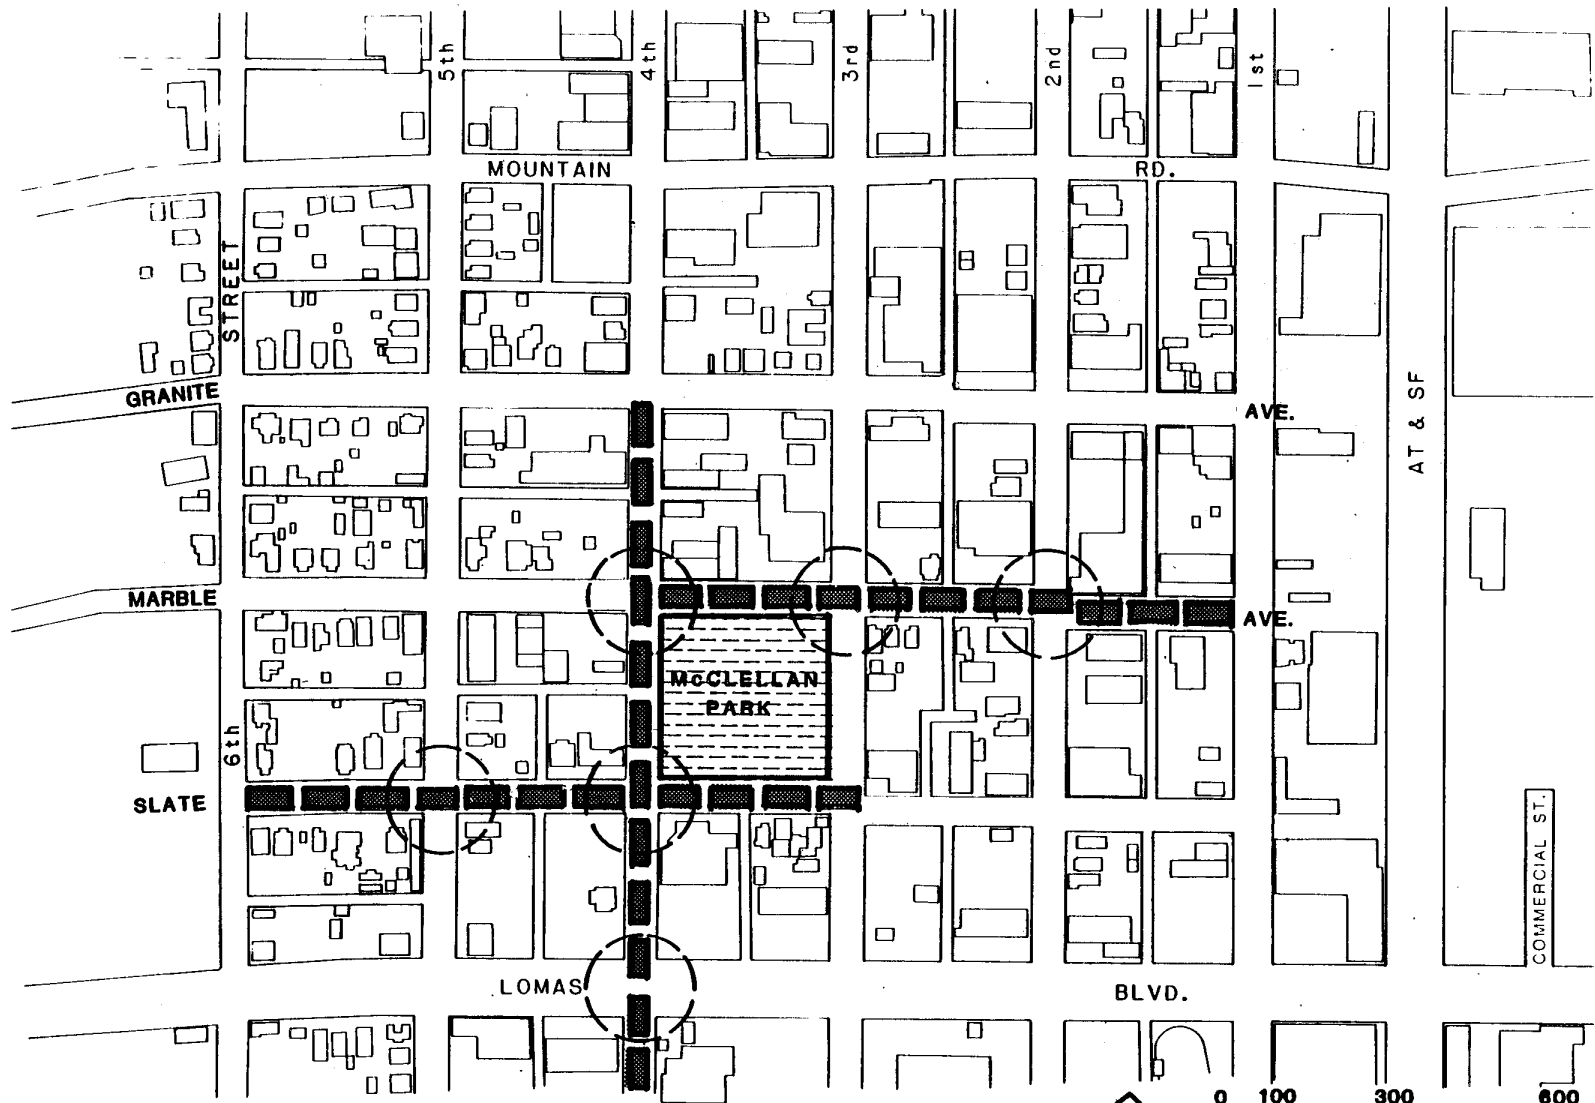 5th
4th
3rd
2nd
1st
MOUNTAIN RD.
STREET
GRANITE AVE.
AT & SF
MARBLE AVE.
McCLELLAN
PARK
6th
SLATE
COMMERCIAL ST.
LOMAS BLVD.
0 100 300 600